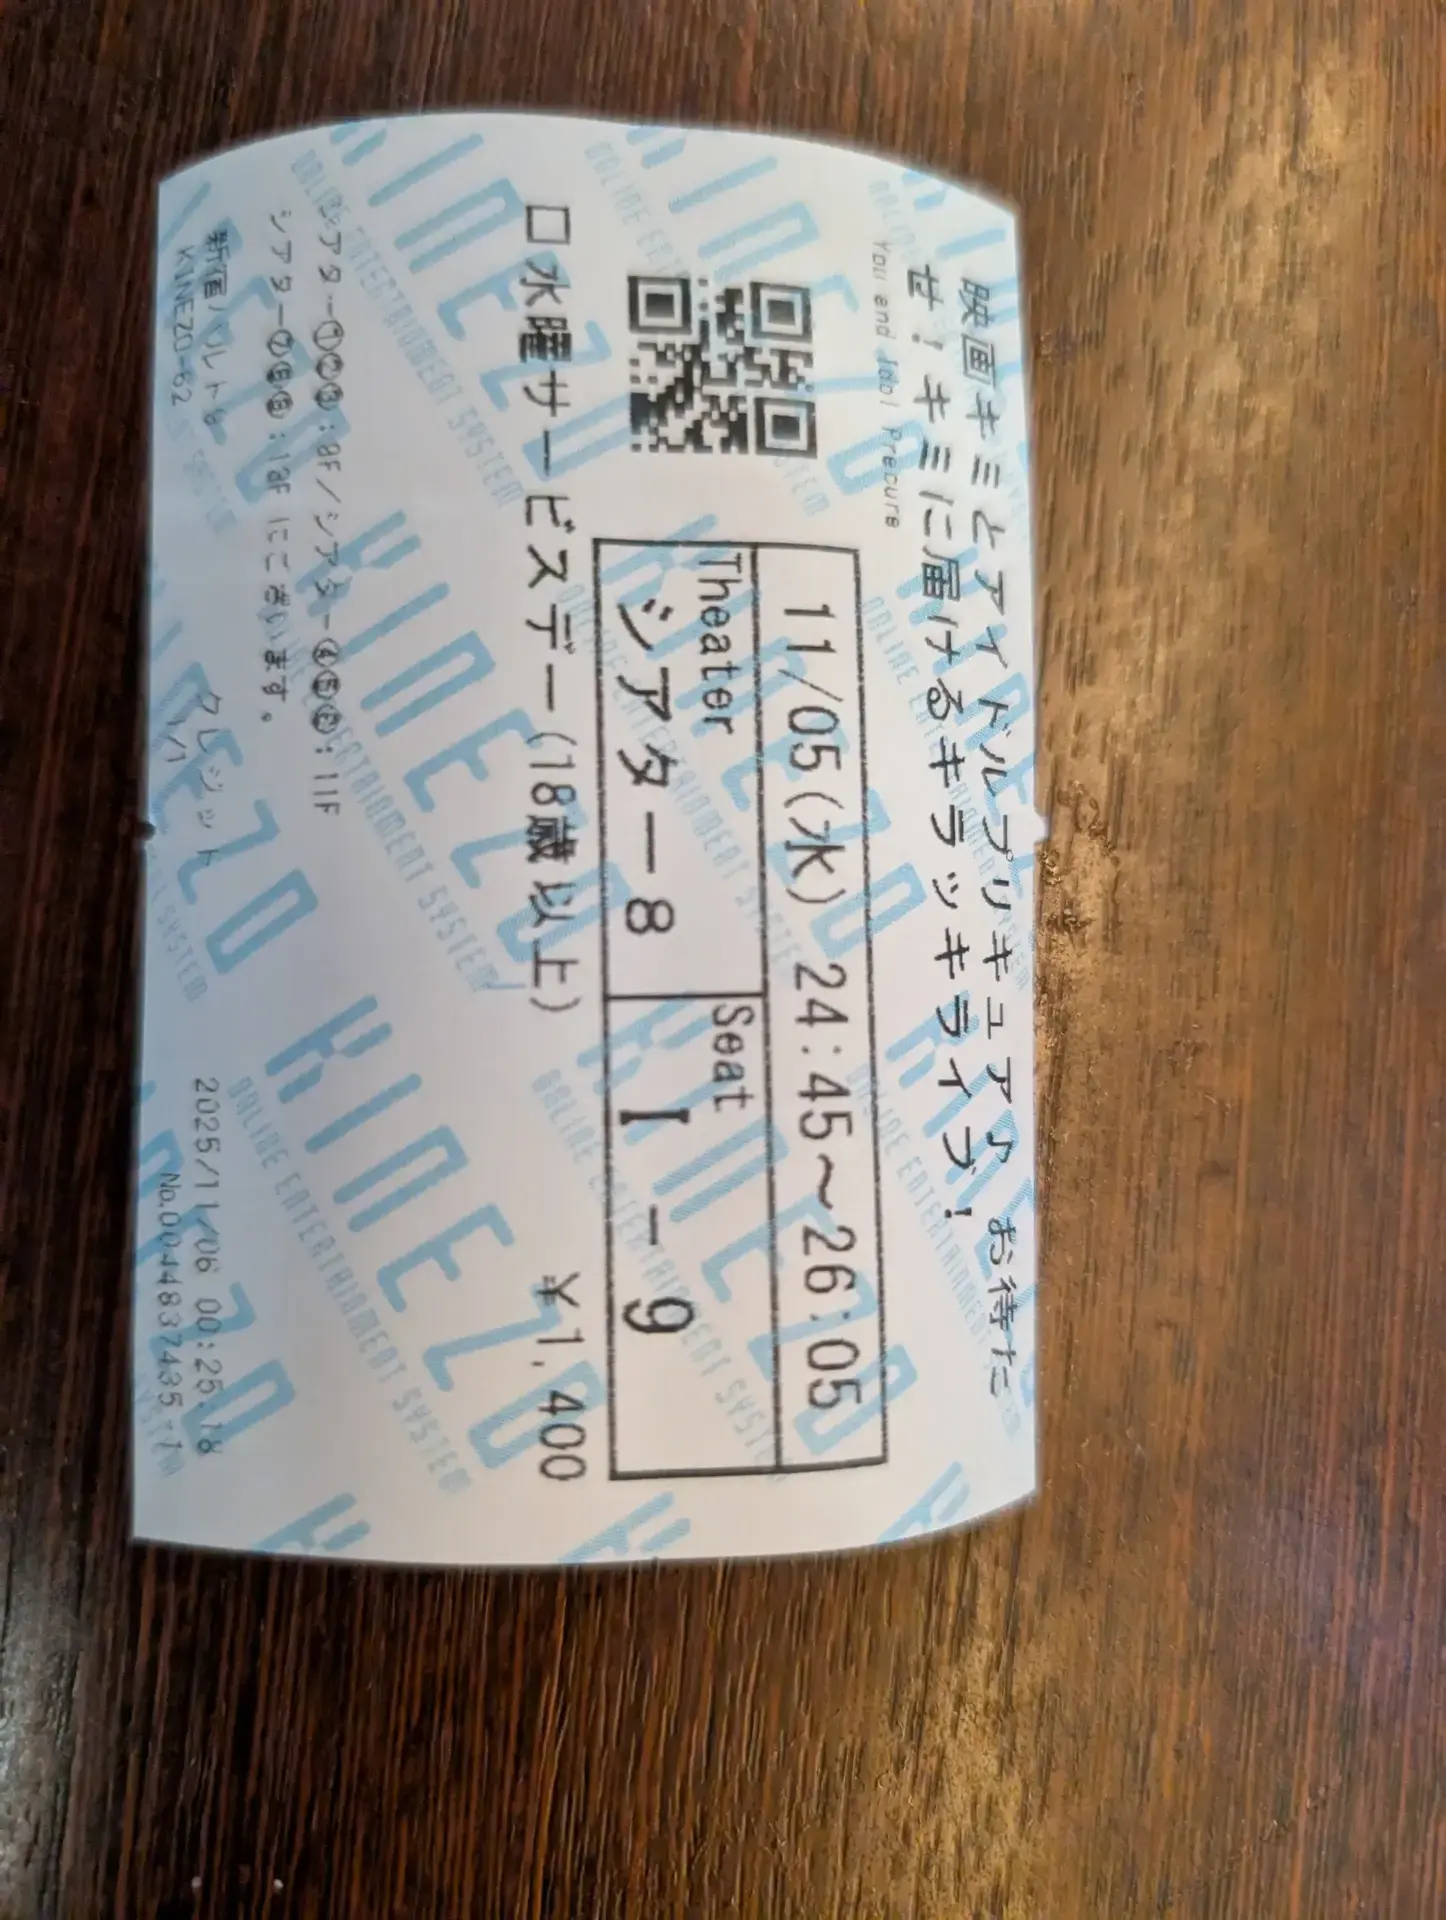 映画キミとアイドルプリキュア♪ お待た
せ！キミに届けるキラッキライブ！
You and Idol Precure
11/05(水) 24:45～26:05
Theater
シアター8
Seat
I-9
□水曜サービスデー(18歳以上) ¥1,400
シアター①②③:8F/シアター④⑤⑥:11F
シアター⑦⑧⑨:13F にございます。
新宿バルト9 クレジット 2025/11/06 00:25:18
KINEZO-62 1/1
KINEZO
ONLINE ENTERTAINMENT SYSTEM